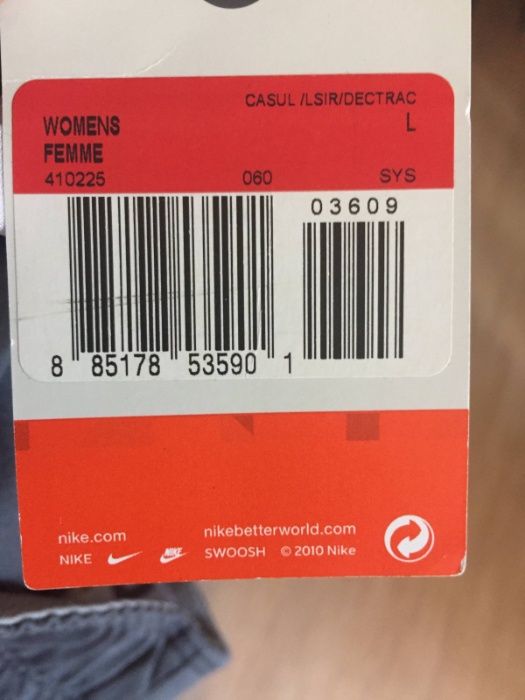 CASUL /LSIR/DECTRAC
WOMENS L
FEMME
410225 060 SYS
03609
8 85178 53590 1
nike.com nikebetterworld.com
NIKE NIKE SWOOSH © 2010 Nike